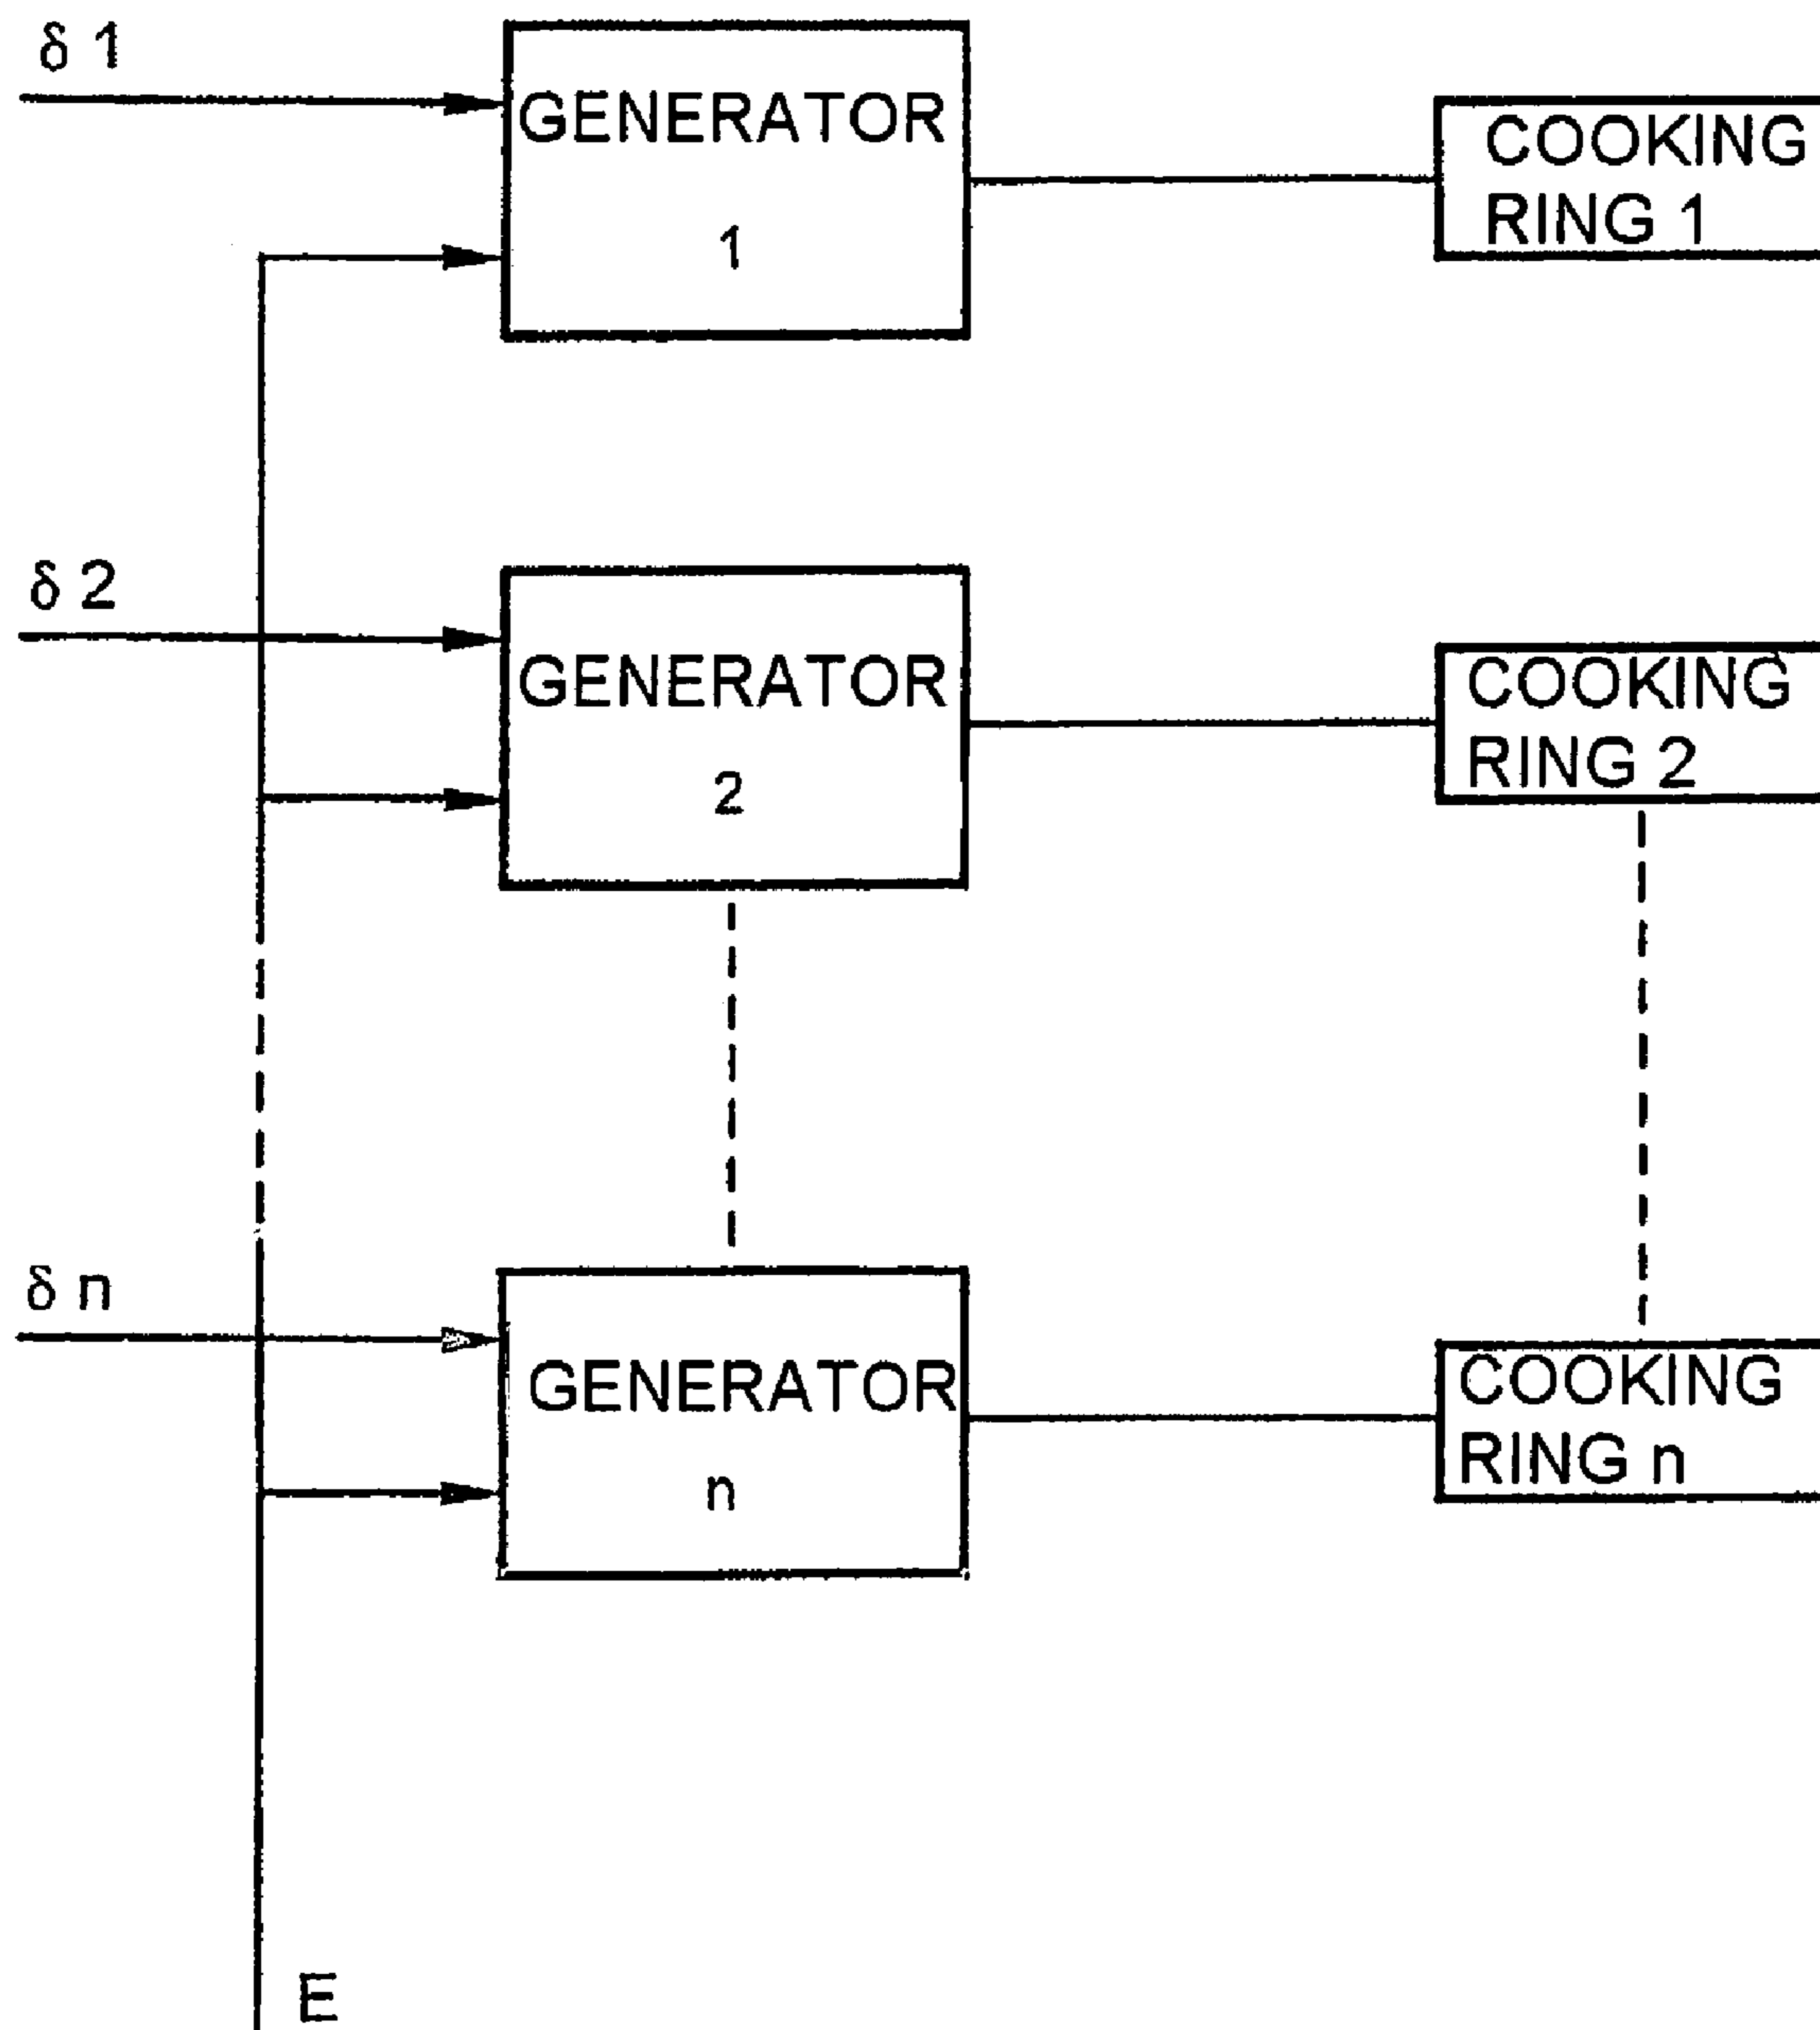 δ 1
GENERATOR
1
COOKING
RING 1
δ 2
GENERATOR
2
COOKING
RING 2
δ n
GENERATOR
n
COOKING
RING n
E